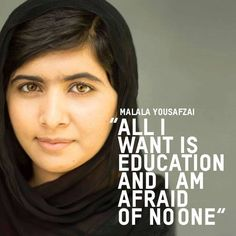 MALALA YOUSAFZAI
"ALL I
WANT IS
EDUCATION
AND I AM
AFRAID
OF NO ONE"